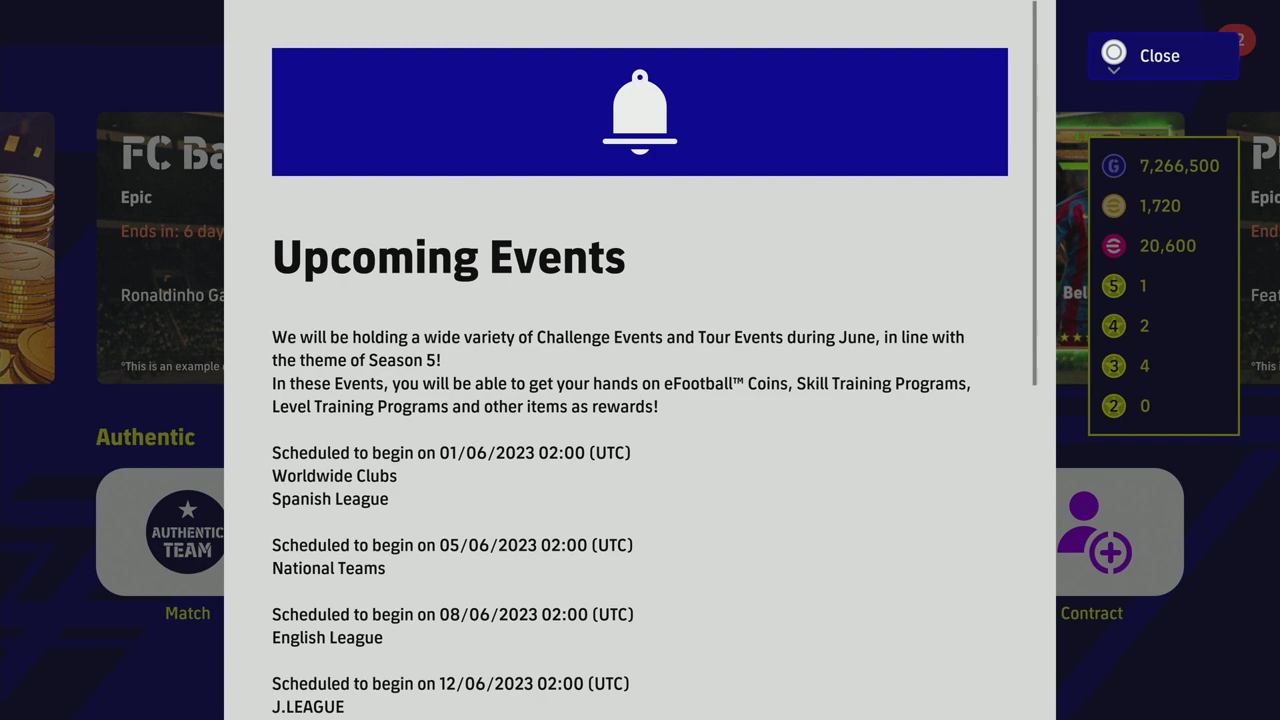 Close
2
FC Ba
Epic
Ends in: 6 day
Ronaldinho Ga
*This is an example
Authentic
AUTHENTIC
TEAM
Match
Upcoming Events
We will be holding a wide variety of Challenge Events and Tour Events during June, in line with
the theme of Season 5!
In these Events, you will be able to get your hands on eFootball™ Coins, Skill Training Programs,
Level Training Programs and other items as rewards!
Scheduled to begin on 01/06/2023 02:00 (UTC)
Worldwide Clubs
Spanish League
Scheduled to begin on 05/06/2023 02:00 (UTC)
National Teams
Scheduled to begin on 08/06/2023 02:00 (UTC)
English League
Scheduled to begin on 12/06/2023 02:00 (UTC)
J.LEAGUE
G 7,266,500
1,720
20,600
5 1
4 2
3 4
2 0
Bel
P
Epic
End
Feat
*This is
Contract